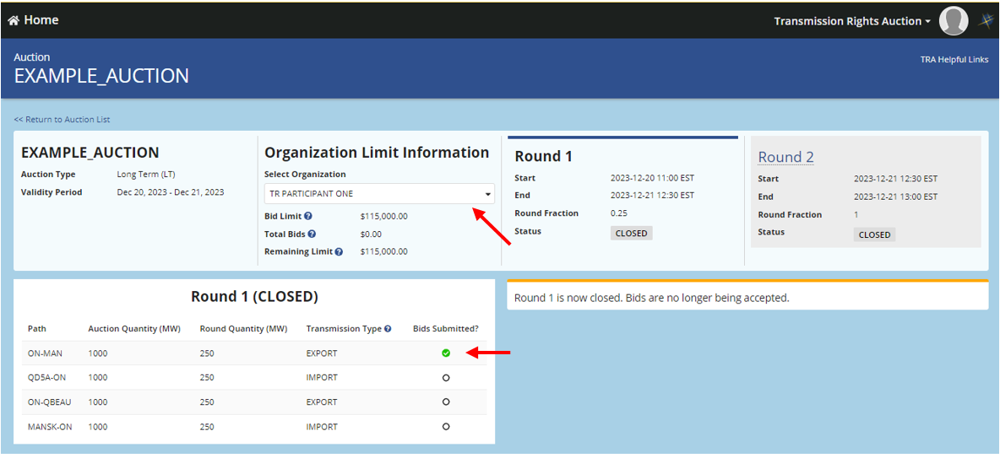 Home
Transmission Rights Auction
Auction
EXAMPLE_AUCTION
TRA Helpful Links
<< Return to Auction List
EXAMPLE_AUCTION
Auction Type Long Term (LT)
Validity Period Dec 20, 2023 - Dec 21, 2023
Organization Limit Information
Select Organization
TR PARTICIPANT ONE
Bid Limit ? $115,000.00
Total Bids ? $0.00
Remaining Limit ? $115,000.00
Round 1
Start 2023-12-20 11:00 EST
End 2023-12-21 12:30 EST
Round Fraction 0.25
Status CLOSED
Round 2
Start 2023-12-21 12:30 EST
End 2023-12-21 13:00 EST
Round Fraction 1
Status CLOSED
Round 1 (CLOSED)
Path Auction Quantity (MW) Round Quantity (MW) Transmission Type ? Bids Submitted?
ON-MAN 1000 250 EXPORT
QD5A-ON 1000 250 IMPORT
ON-QBEAU 1000 250 EXPORT
MANSK-ON 1000 250 IMPORT
Round 1 is now closed. Bids are no longer being accepted.